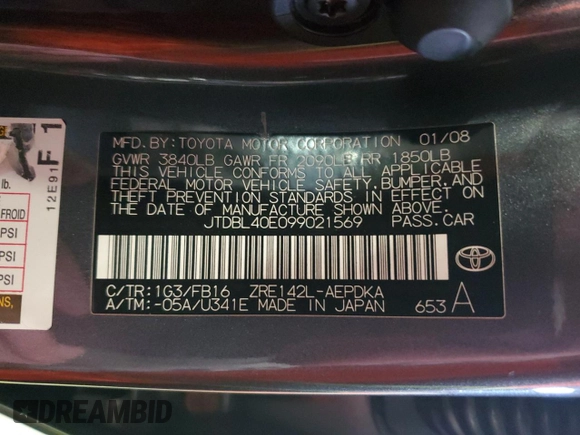 MFD.BY:TOYOTA MOTOR CORPORATION 01/08
GVWR 3840LB GAWR FR 2090LB RR 1850LB
THIS VEHICLE CONFORMS TO ALL APPLICABLE
FEDERAL MOTOR VEHICLE SAFETY,BUMPER,AND
THEFT PREVENTION STANDARDS IN EFFECT ON
THE DATE OF MANUFACTURE SHOWN ABOVE.
JTDBL40E099021569 PASS.CAR
C/TR:1G3/FB16 ZRE142L-AEPDKA
A/TM:-05A/U341E MADE IN JAPAN 653 A
F 1
12E91
lb.
FROID
PSI
PSI
PSI
DREAMBID